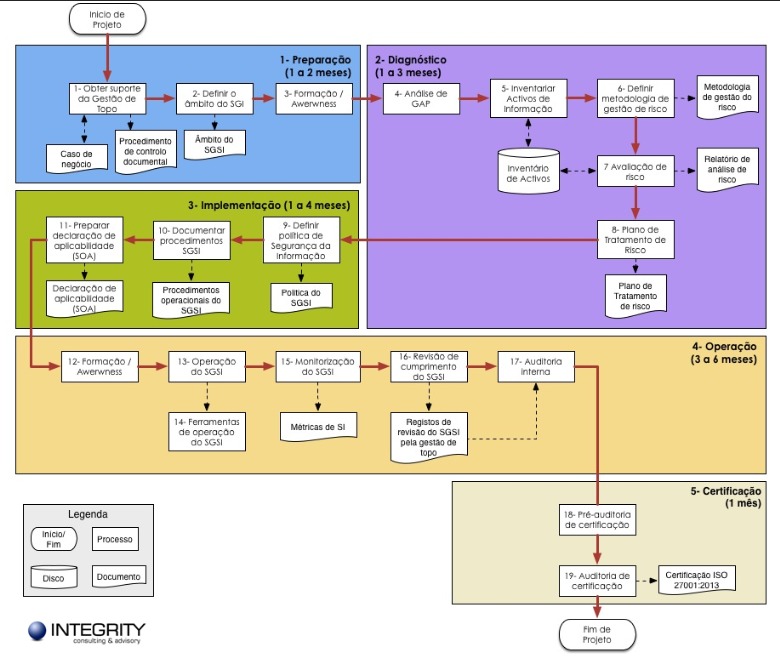 Início de
Projeto
1- Preparação
(1 a 2 meses)
1- Obter suporte
da Gestão de
Topo
2- Definir o
âmbito do SGI
3- Formação /
Awerwness
Caso de
negócio
Procedimento
de controlo
documental
Âmbito do
SGSI
2- Diagnóstico
(1 a 3 meses)
4- Análise de
GAP
5- Inventariar
Activos de
Informação
6- Definir
metodologia de
gestão de risco
Metodologia
de gestão do
risco
Inventário
de Activos
7 Avaliação de
risco
Relatório de
análise de
risco
8- Plano de
Tratamento de
Risco
Plano de
Tratamento
de risco
3- Implementação (1 a 4 meses)
11- Preparar
declaração de
aplicabilidade
(SOA)
10- Documentar
procedimentos
SGSI
9- Definir
política de
Segurança da
Informação
Declaração de
aplicabilidade
(SOA)
Procedimentos
operacionais do
SGSI
Política do
SGSI
4- Operação
(3 a 6 meses)
12- Formação /
Awerwness
13- Operação
do SGSI
15- Monitorização
do SGSI
16- Revisão de
cumprimento
do SGSI
17- Auditoria
Interna
14- Ferramentas
de operação do
SGSI
Métricas de SI
Registos de
revisão do SGSI
pela gestão de
topo
5- Certificação
(1 mês)
18- Pré-auditoria
de certificação
19- Auditoria de
certificação
Certificação ISO
27001:2013
Fim de
Projeto
Legenda
Início/
Fim
Processo
Disco
Documento
INTEGRITY
consulting & advisory